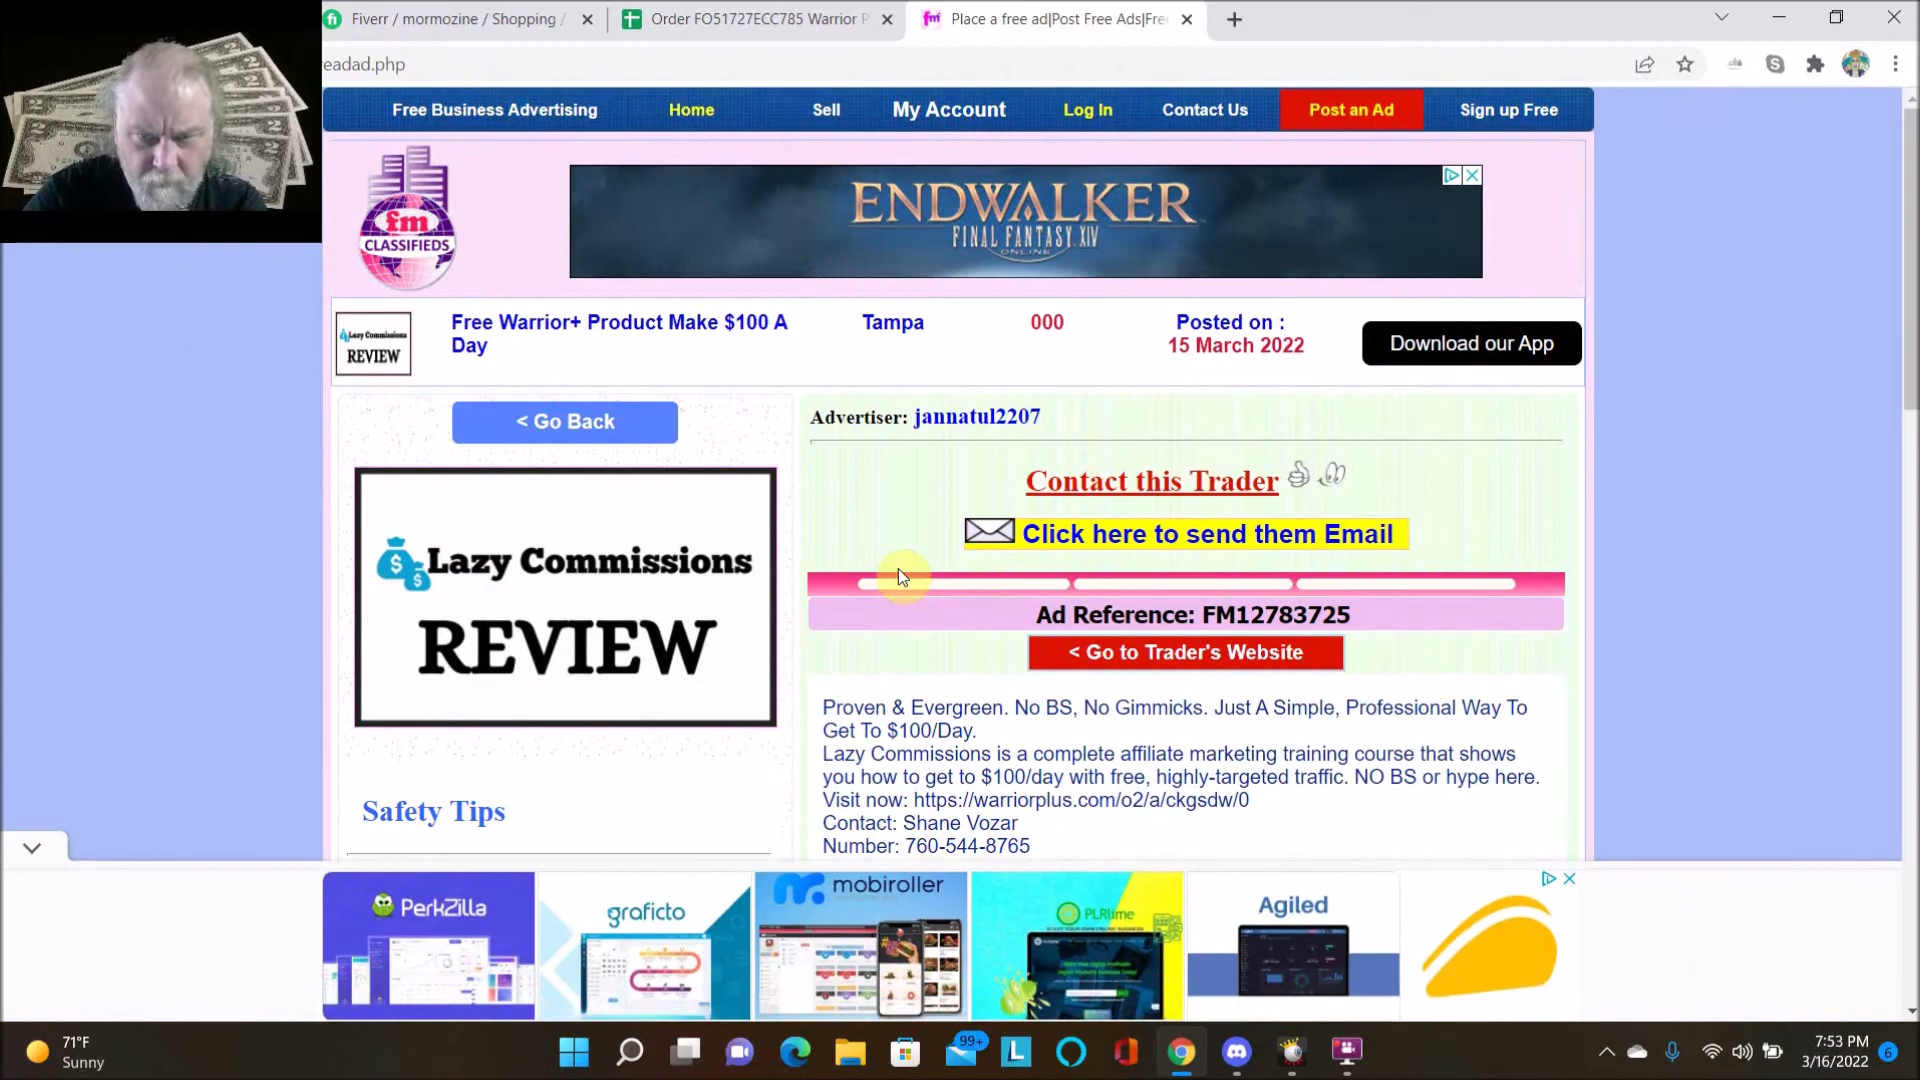 Fiverr / mormozine / Shopping /
Order FO51727ECC785 Warrior P
Place a free ad|Post Free Ads|Fre
readad.php
Free Business Advertising Home Sell My Account Log In Contact Us Post an Ad Sign up Free
fm
CLASSIFIEDS
ENDWALKER
FINAL FANTASY XIV
ONLINE
Lazy Commissions
REVIEW
Free Warrior+ Product Make $100 A
Day
Tampa
000
Posted on :
15 March 2022
Download our App
< Go Back
Lazy Commissions
REVIEW
Safety Tips
Advertiser: jannatul2207
Contact this Trader
Click here to send them Email
Ad Reference: FM12783725
< Go to Trader's Website
Proven & Evergreen. No BS, No Gimmicks. Just A Simple, Professional Way To
Get To $100/Day.
Lazy Commissions is a complete affiliate marketing training course that shows
you how to get to $100/day with free, highly-targeted traffic. NO BS or hype here.
Visit now: https://warriorplus.com/o2/a/ckgsdw/0
Contact: Shane Vozar
Number: 760-544-8765
PerkZilla
graficto
mobiroller
PLRlime
Agiled
71°F
Sunny
99+
7:53 PM
3/16/2022
6